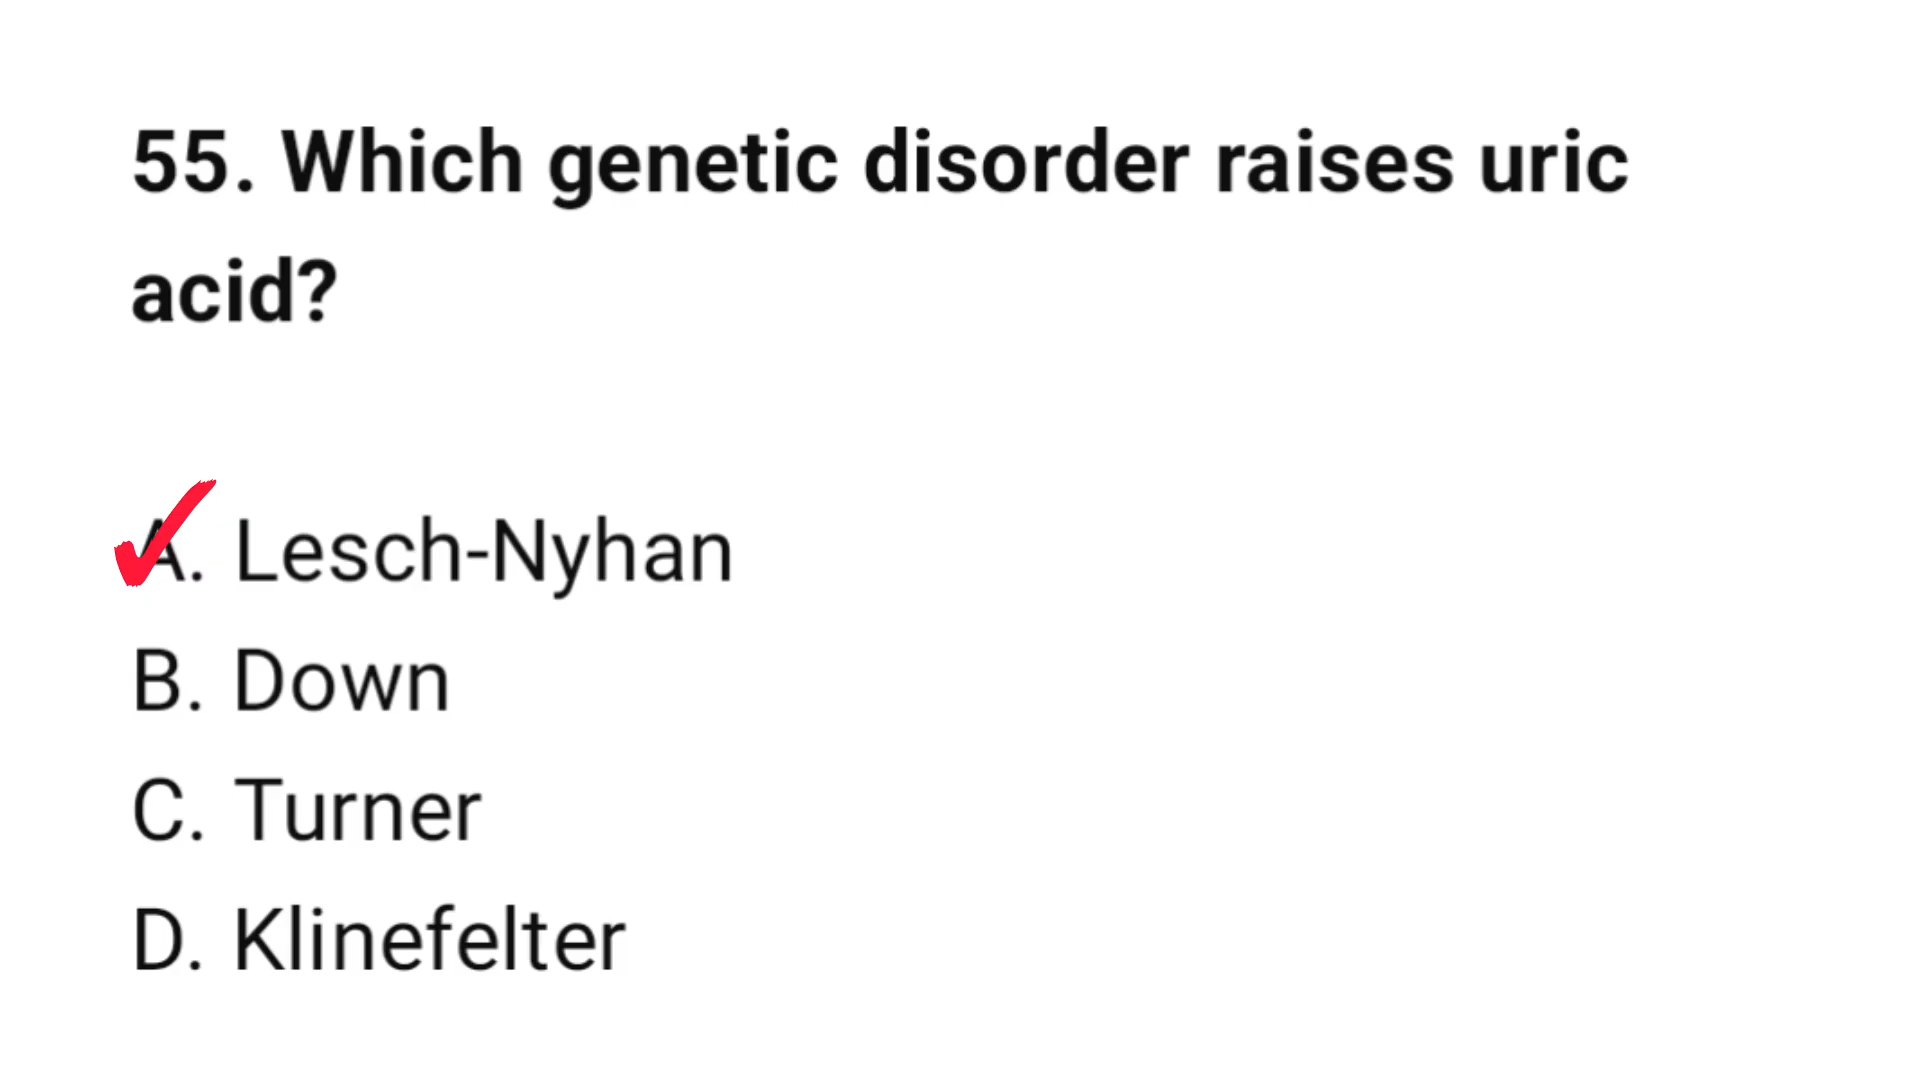 55. Which genetic disorder raises uric
acid?
A. Lesch-Nyhan
B. Down
C. Turner
D. Klinefelter